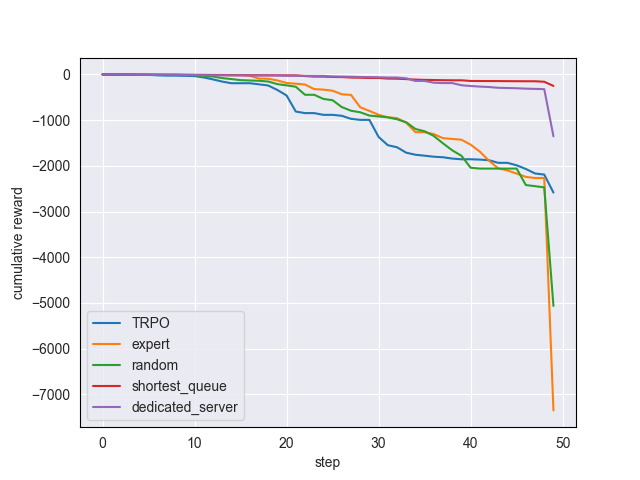 0
−1000
−2000
−3000
−4000
−5000
−6000
−7000
cumulative reward
TRPO
expert
random
shortest_queue
dedicated_server
0 10 20 30 40 50
step